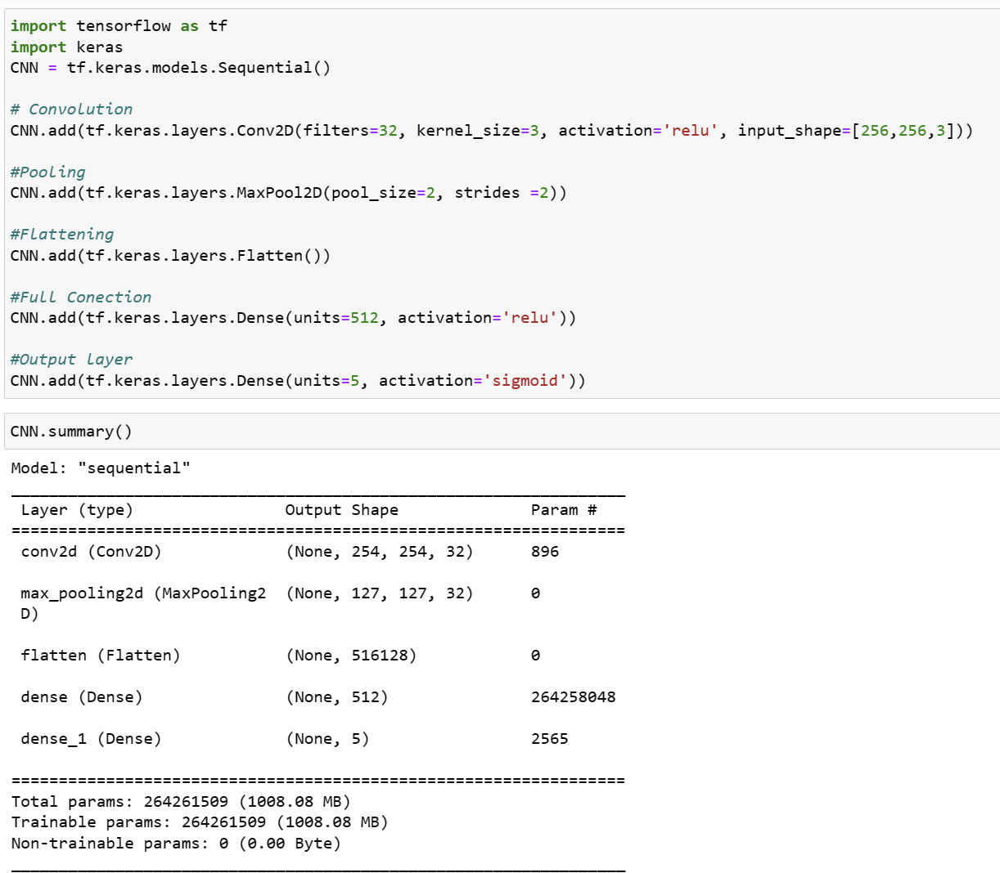 import tensorflow as tf
import keras
CNN = tf.keras.models.Sequential()
# Convolution
CNN.add(tf.keras.layers.Conv2D(filters=32, kernel_size=3, activation='relu', input_shape=[256,256,3]))
#Pooling
CNN.add(tf.keras.layers.MaxPool2D(pool_size=2, strides =2))
#Flattening
CNN.add(tf.keras.layers.Flatten())
#Full Conection
CNN.add(tf.keras.layers.Dense(units=512, activation='relu'))
#Output layer
CNN.add(tf.keras.layers.Dense(units=5, activation='sigmoid'))
CNN.summary()
Model: "sequential"
_________________________________________________________________
Layer (type) Output Shape Param #
=================================================================
conv2d (Conv2D) (None, 254, 254, 32) 896
max_pooling2d (MaxPooling2 (None, 127, 127, 32) 0
D)
flatten (Flatten) (None, 516128) 0
dense (Dense) (None, 512) 264258048
dense_1 (Dense) (None, 5) 2565
=================================================================
Total params: 264261509 (1008.08 MB)
Trainable params: 264261509 (1008.08 MB)
Non-trainable params: 0 (0.00 Byte)
_________________________________________________________________